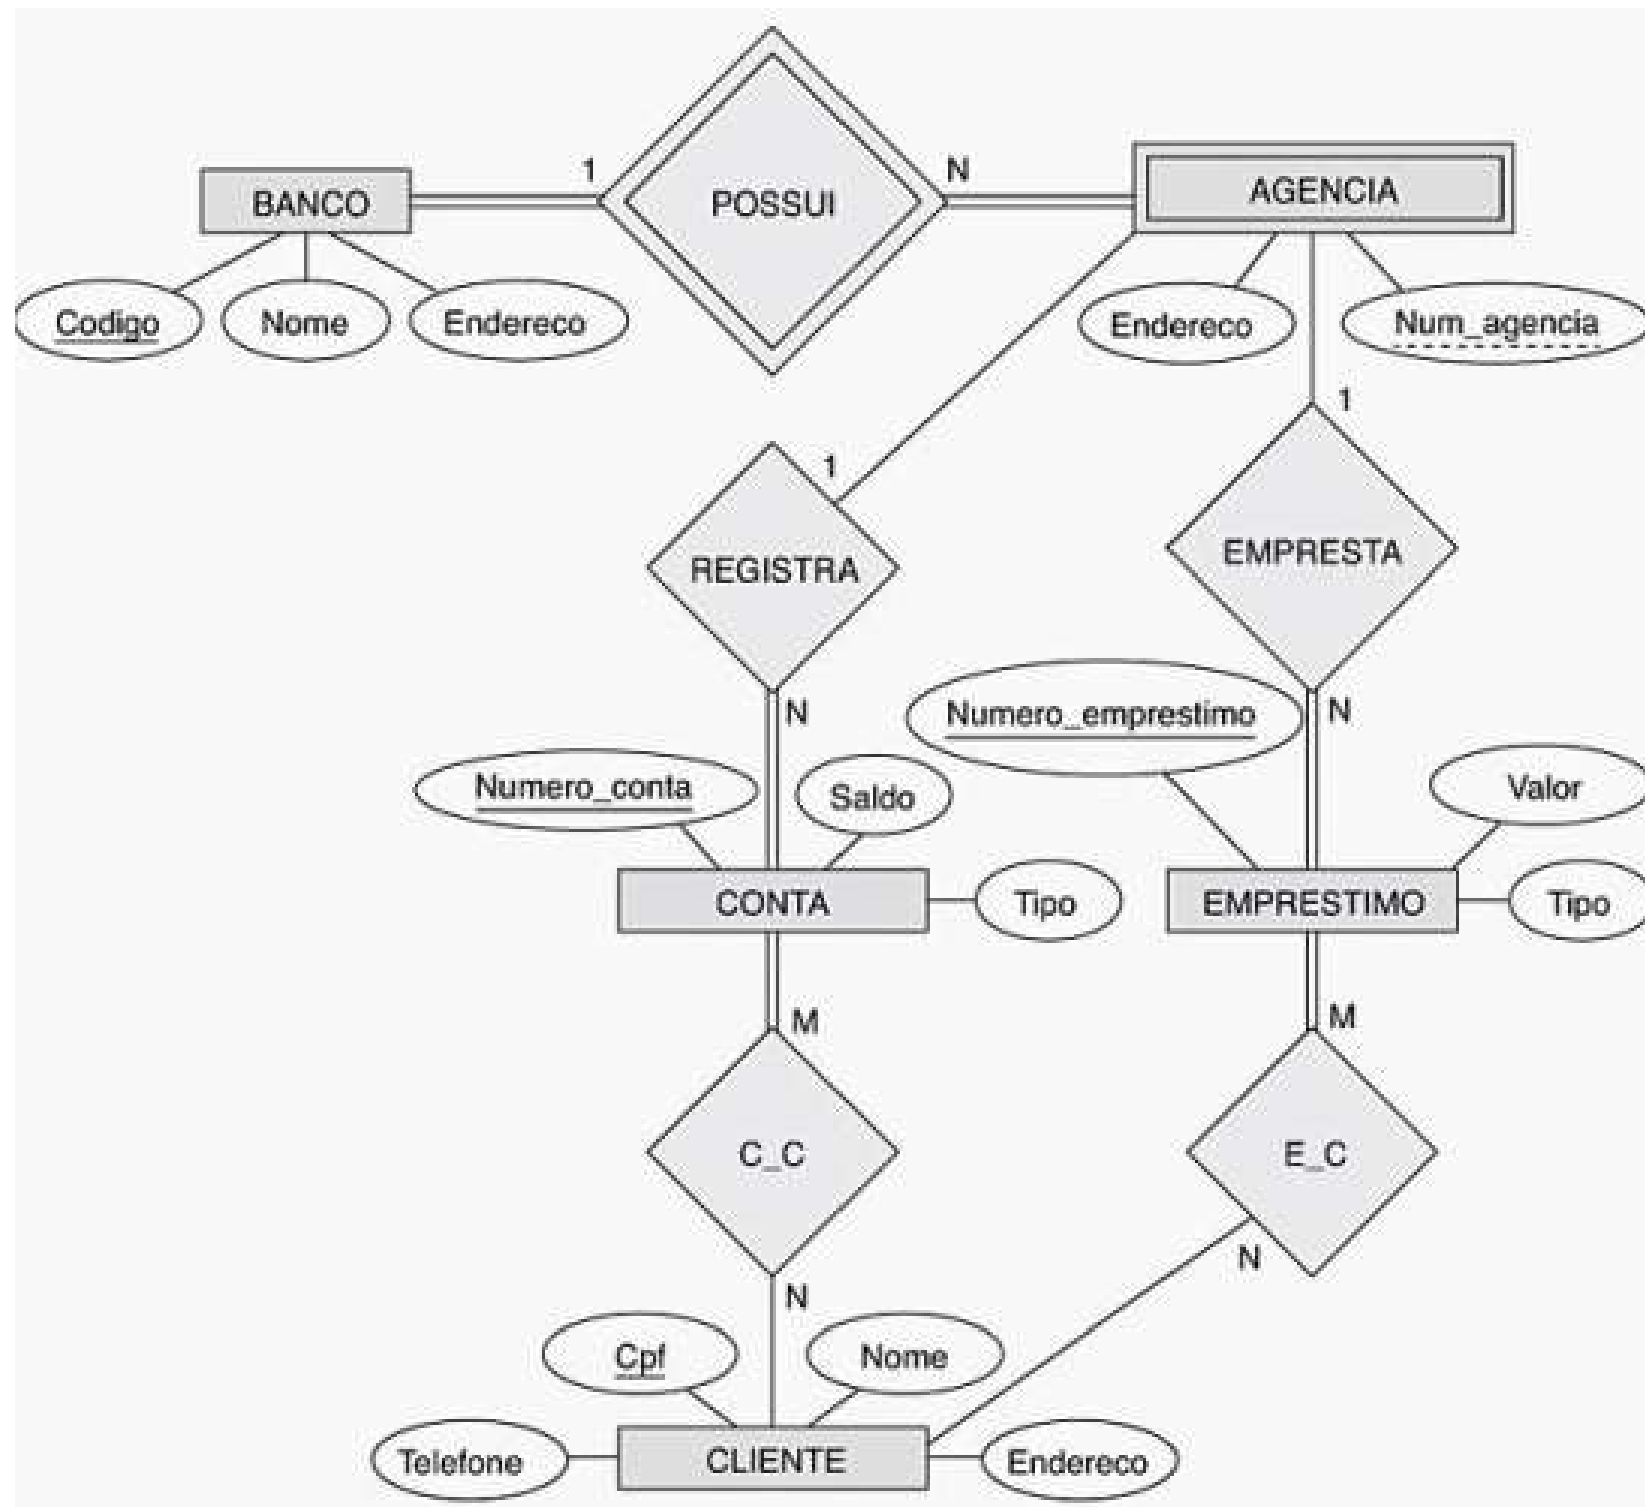 1
N
BANCO
POSSUI
AGENCIA
Codigo
Nome
Endereco
Endereco
Num_agencia
1
1
REGISTRA
EMPRESTA
N
Numero_emprestimo
N
Numero_conta
Saldo
Valor
CONTA
Tipo
EMPRESTIMO
Tipo
M
M
C_C
E_C
N
N
Cpf
Nome
Telefone
CLIENTE
Endereco